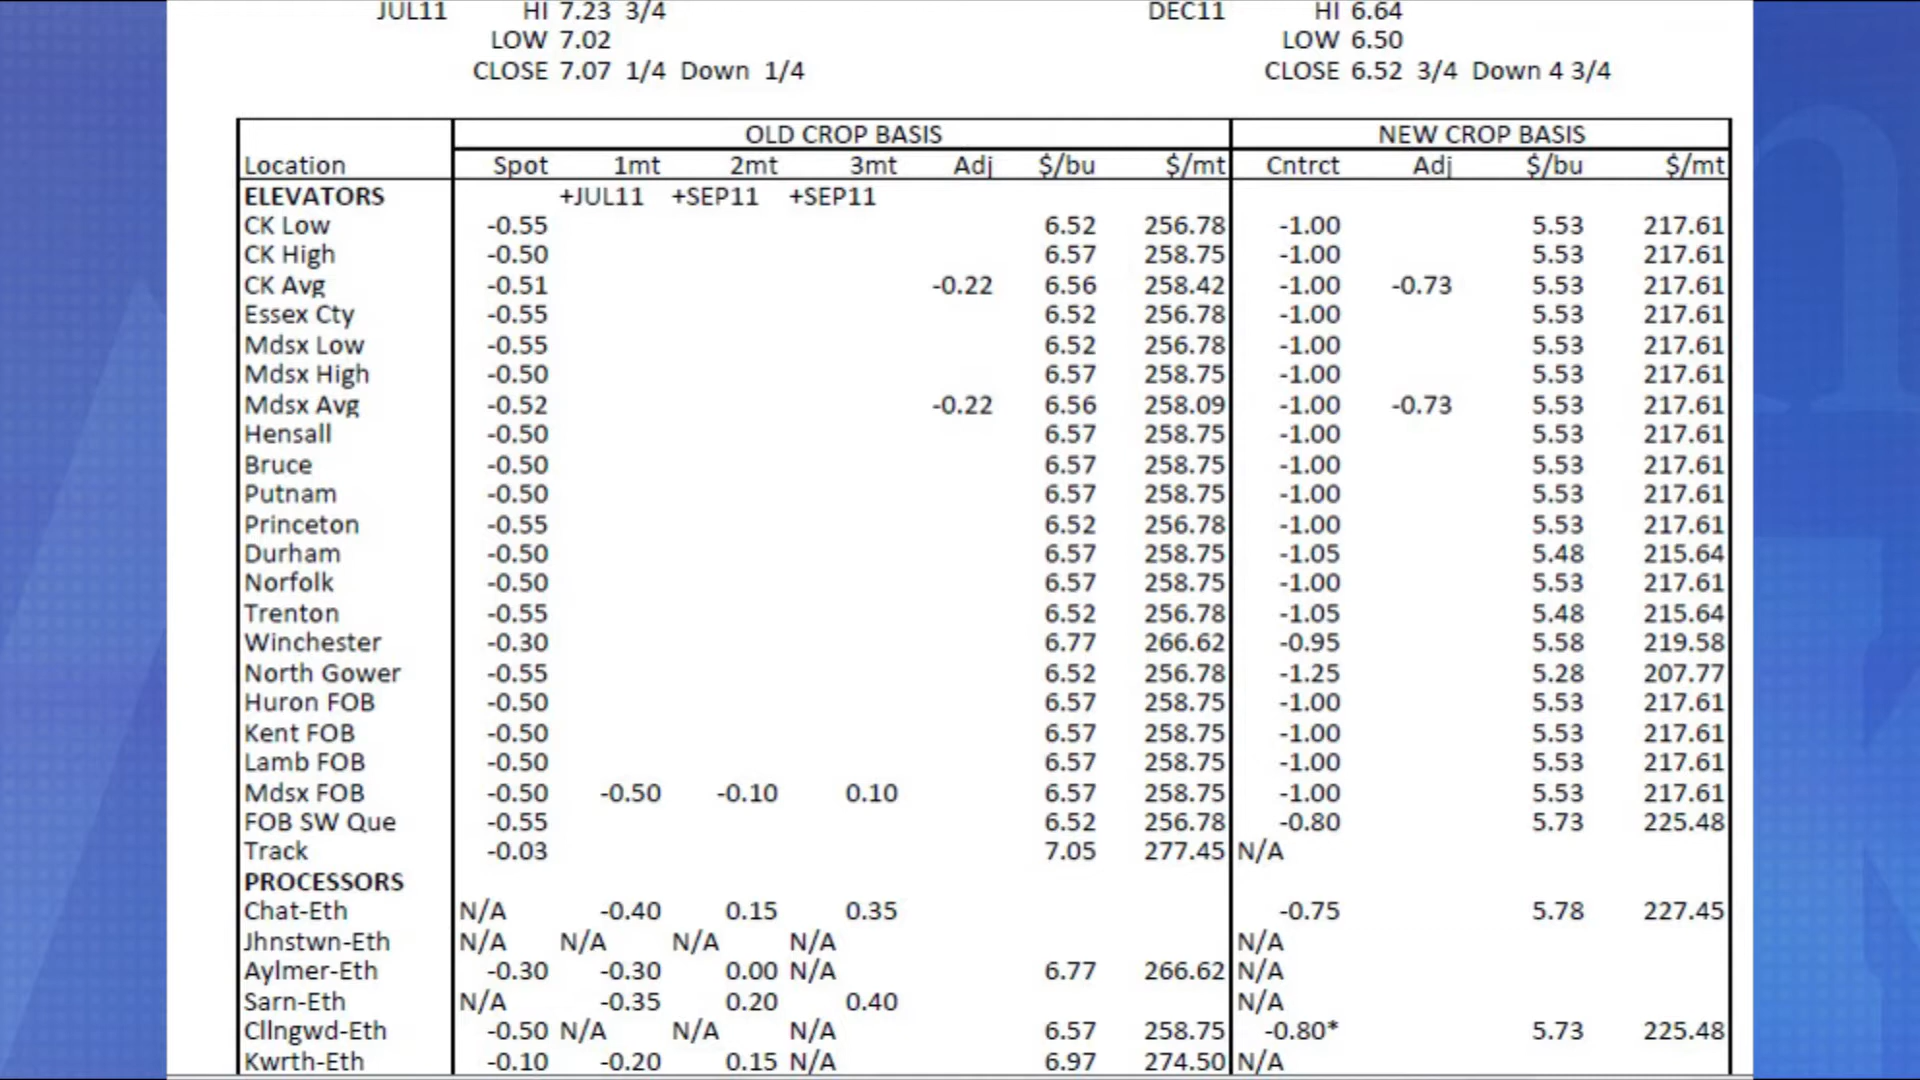 JUL11 HI 7.23 3/4 DEC11 HI 6.64
LOW 7.02 LOW 6.50
CLOSE 7.07 1/4 Down 1/4 CLOSE 6.52 3/4 Down 4 3/4
OLD CROP BASIS NEW CROP BASIS
Location Spot 1mt 2mt 3mt Adj $/bu $/mt Cntrct Adj $/bu $/mt
ELEVATORS +JUL11 +SEP11 +SEP11
CK Low -0.55 6.52 256.78 -1.00 5.53 217.61
CK High -0.50 6.57 258.75 -1.00 5.53 217.61
CK Avg -0.51 -0.22 6.56 258.42 -1.00 -0.73 5.53 217.61
Essex Cty -0.55 6.52 256.78 -1.00 5.53 217.61
Mdsx Low -0.55 6.52 256.78 -1.00 5.53 217.61
Mdsx High -0.50 6.57 258.75 -1.00 5.53 217.61
Mdsx Avg -0.52 -0.22 6.56 258.09 -1.00 -0.73 5.53 217.61
Hensall -0.50 6.57 258.75 -1.00 5.53 217.61
Bruce -0.50 6.57 258.75 -1.00 5.53 217.61
Putnam -0.50 6.57 258.75 -1.00 5.53 217.61
Princeton -0.55 6.52 256.78 -1.00 5.53 217.61
Durham -0.50 6.57 258.75 -1.05 5.48 215.64
Norfolk -0.50 6.57 258.75 -1.00 5.53 217.61
Trenton -0.55 6.52 256.78 -1.05 5.48 215.64
Winchester -0.30 6.77 266.62 -0.95 5.58 219.58
North Gower -0.55 6.52 256.78 -1.25 5.28 207.77
Huron FOB -0.50 6.57 258.75 -1.00 5.53 217.61
Kent FOB -0.50 6.57 258.75 -1.00 5.53 217.61
Lamb FOB -0.50 6.57 258.75 -1.00 5.53 217.61
Mdsx FOB -0.50 -0.50 -0.10 0.10 6.57 258.75 -1.00 5.53 217.61
FOB SW Que -0.55 6.52 256.78 -0.80 5.73 225.48
Track -0.03 7.05 277.45 N/A
PROCESSORS
Chat-Eth N/A -0.40 0.15 0.35 -0.75 5.78 227.45
Jhnstwn-Eth N/A N/A N/A N/A N/A
Aylmer-Eth -0.30 -0.30 0.00 N/A 6.77 266.62 N/A
Sarn-Eth N/A -0.35 0.20 0.40 N/A
Cllngwd-Eth -0.50 N/A N/A N/A 6.57 258.75 -0.80* 5.73 225.48
Kwrth-Eth -0.10 -0.20 0.15 N/A 6.97 274.50 N/A